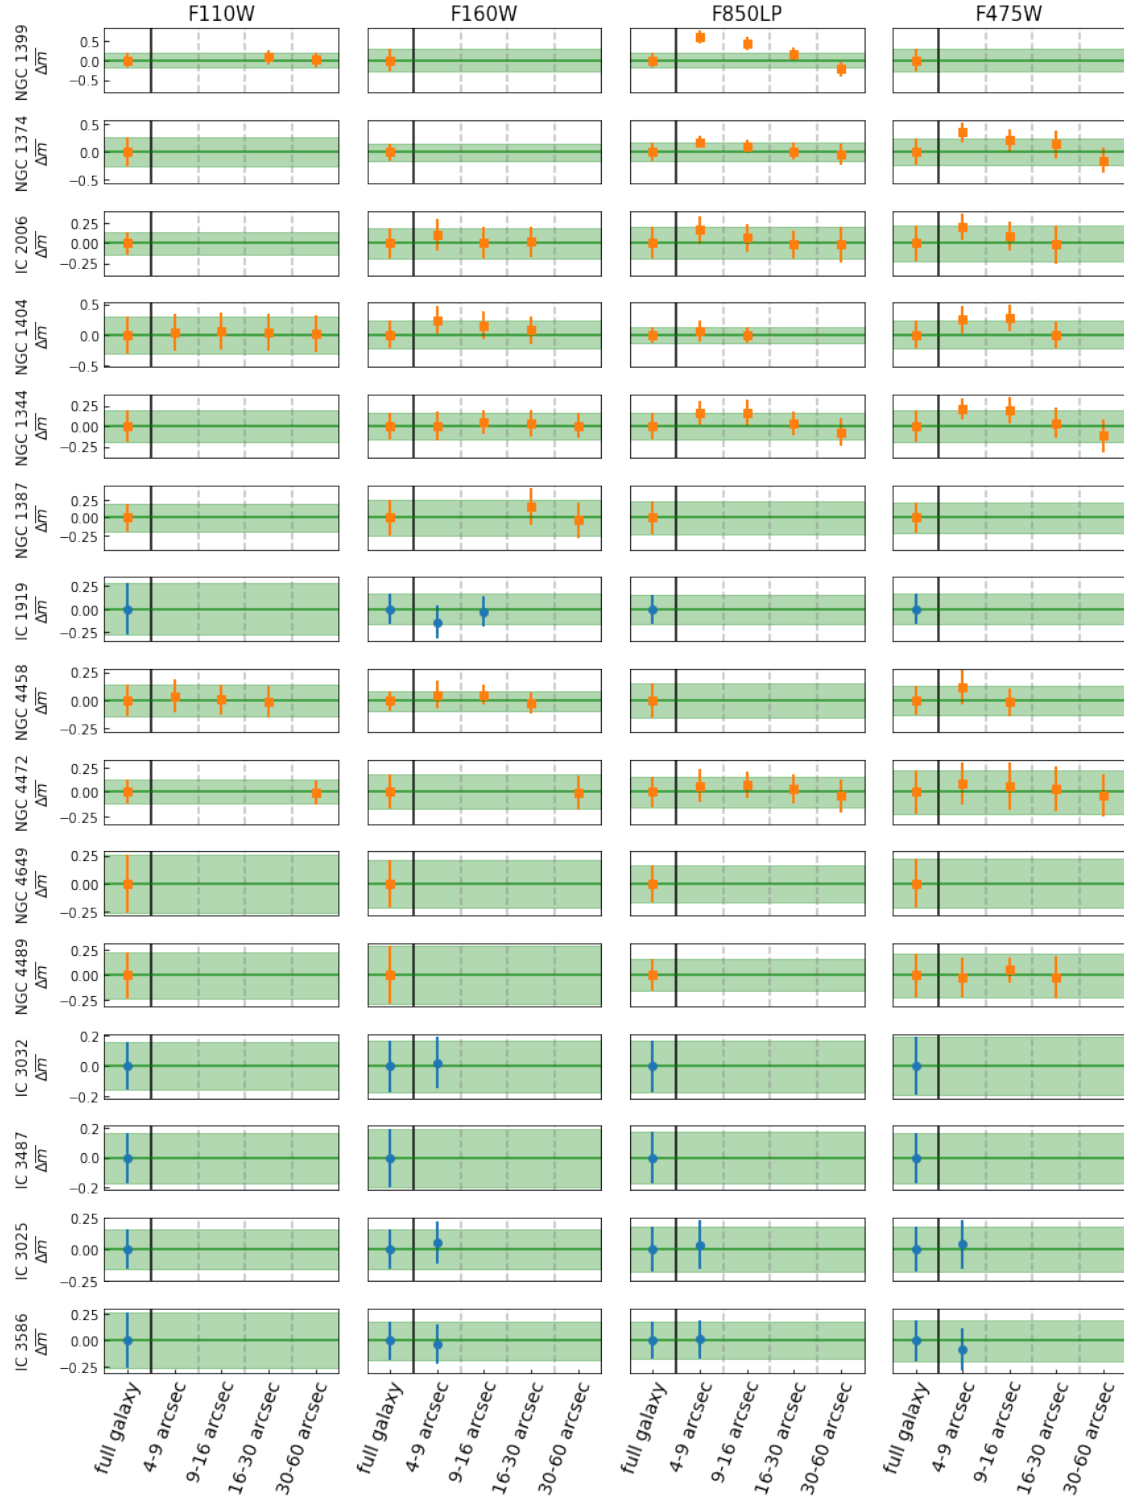 F110W F160W F850LP F475W
NGC 1399
Δm̅
0.5
0.0
−0.5
NGC 1374
Δm̅
0.5
0.0
−0.5
IC 2006
Δm̅
0.25
0.00
−0.25
NGC 1404
Δm̅
0.5
0.0
−0.5
NGC 1344
Δm̅
0.25
0.00
−0.25
NGC 1387
Δm̅
0.25
0.00
−0.25
IC 1919
Δm̅
0.25
0.00
−0.25
NGC 4458
Δm̅
0.25
0.00
−0.25
NGC 4472
Δm̅
0.25
0.00
−0.25
NGC 4649
Δm̅
0.25
0.00
−0.25
NGC 4489
Δm̅
0.25
0.00
−0.25
IC 3032
Δm̅
0.2
0.0
−0.2
IC 3487
Δm̅
0.2
0.0
−0.2
IC 3025
Δm̅
0.25
0.00
−0.25
IC 3586
Δm̅
0.25
0.00
−0.25
full galaxy 4-9 arcsec 9-16 arcsec 16-30 arcsec 30-60 arcsec full galaxy 4-9 arcsec 9-16 arcsec 16-30 arcsec 30-60 arcsec full galaxy 4-9 arcsec 9-16 arcsec 16-30 arcsec 30-60 arcsec full galaxy 4-9 arcsec 9-16 arcsec 16-30 arcsec 30-60 arcsec